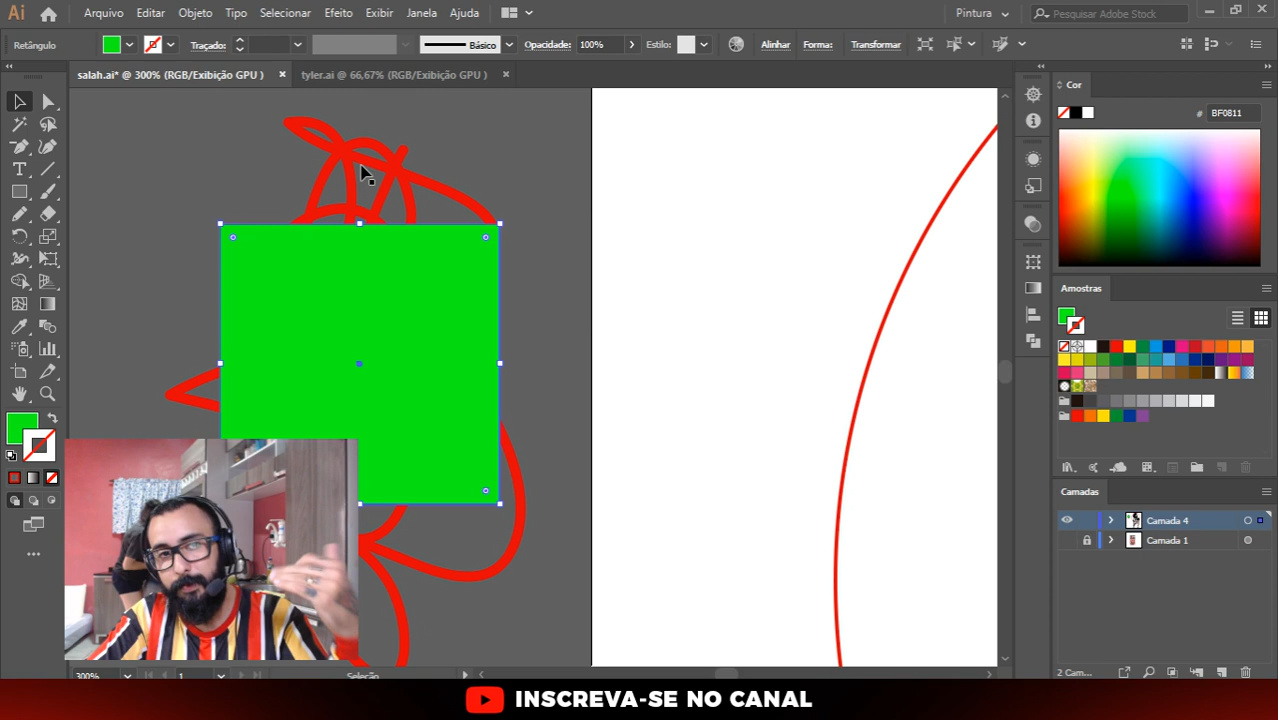 Ai Arquivo Editar Objeto Tipo Selecionar Efeito Exibir Janela Ajuda Pintura Pesquisar Adobe Stock
Retângulo Traçado: Básico Opacidade: 100% Estilo: Alinhar Forma: Transformar
salah.ai* @ 300% (RGB/Exibição GPU ) × tyler.ai @ 66,67% (RGB/Exibição GPU ) ×
Cor
# BF0811
Amostras
Camadas
Camada 4
Camada 1
2 Cam...
300% 1 Seleção
INSCREVA-SE NO CANAL